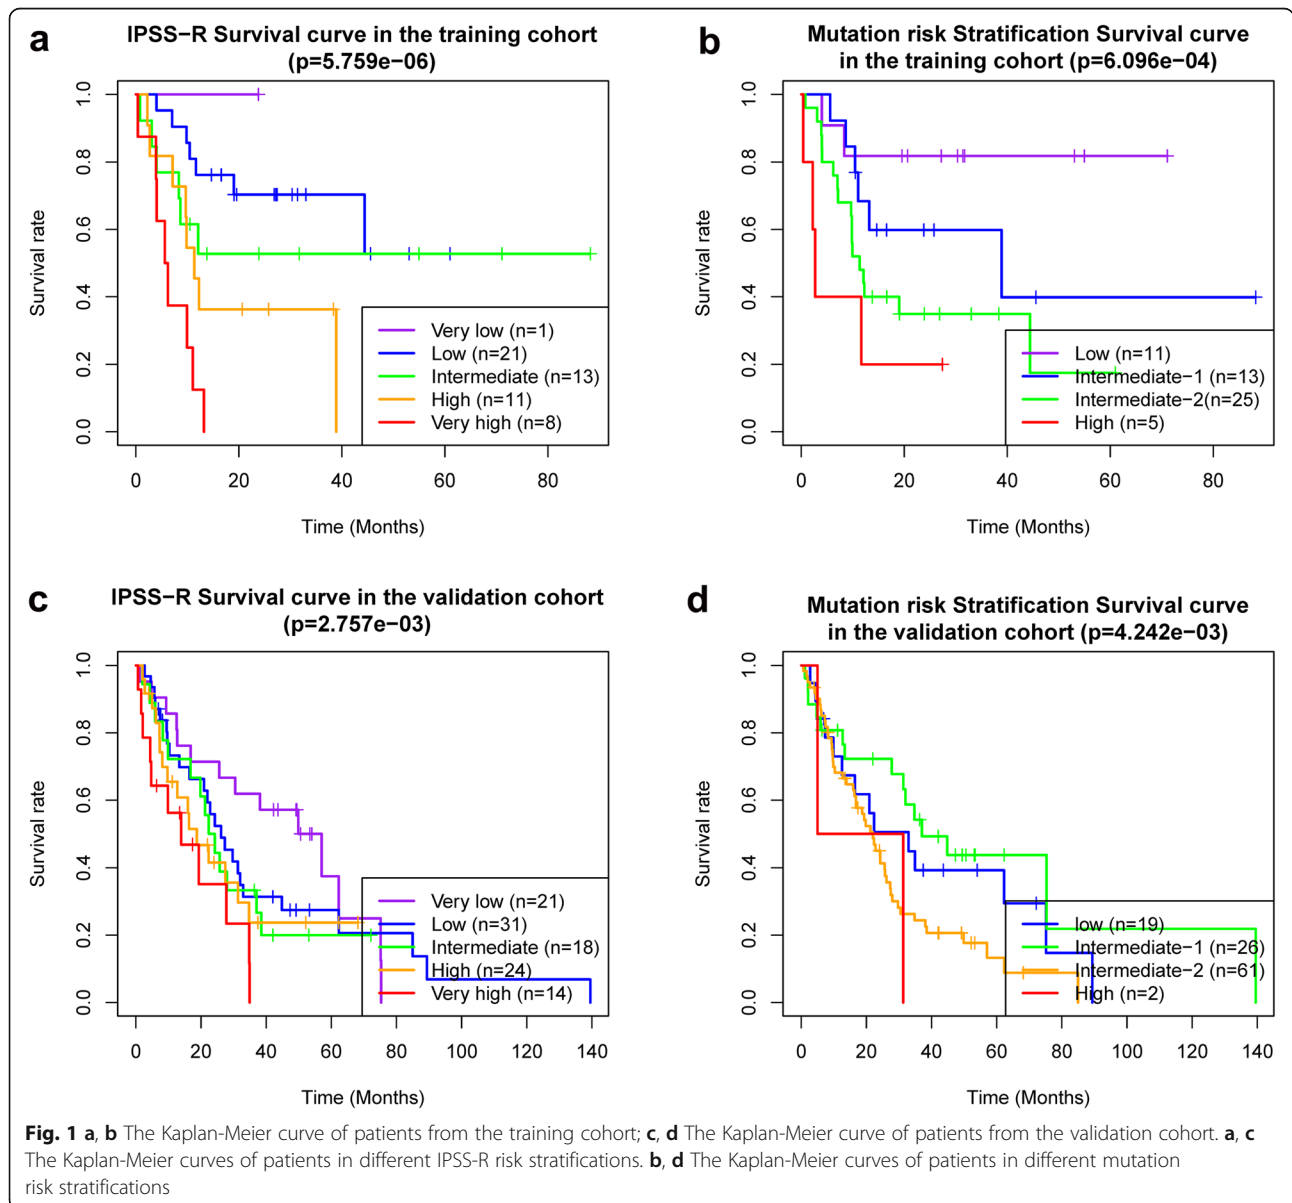 a
IPSS-R Survival curve in the training cohort
(p=5.759e-06)
Survival rate
1.0
0.8
0.6
0.4
0.2
0.0
Very low (n=1)
Low (n=21)
Intermediate (n=13)
High (n=11)
Very high (n=8)
0 20 40 60 80
Time (Months)
b
Mutation risk Stratification Survival curve
in the training cohort (p=6.096e-04)
Survival rate
1.0
0.8
0.6
0.4
0.2
0.0
Low (n=11)
Intermediate-1 (n=13)
Intermediate-2(n=25)
High (n=5)
0 20 40 60 80
Time (Months)
c
IPSS-R Survival curve in the validation cohort
(p=2.757e-03)
Survival rate
1.0
0.8
0.6
0.4
0.2
0.0
Very low (n=21)
Low (n=31)
Intermediate (n=18)
High (n=24)
Very high (n=14)
0 20 40 60 80 100 120 140
Time (Months)
d
Mutation risk Stratification Survival curve
in the validation cohort (p=4.242e-03)
Survival rate
1.0
0.8
0.6
0.4
0.2
0.0
low (n=19)
Intermediate-1 (n=26)
Intermediate-2 (n=61)
High (n=2)
0 20 40 60 80 100 120 140
Time (Months)
Fig. 1 a, b The Kaplan-Meier curve of patients from the training cohort; c, d The Kaplan-Meier curve of patients from the validation cohort. a, c
The Kaplan-Meier curves of patients in different IPSS-R risk stratifications. b, d The Kaplan-Meier curves of patients in different mutation
risk stratifications